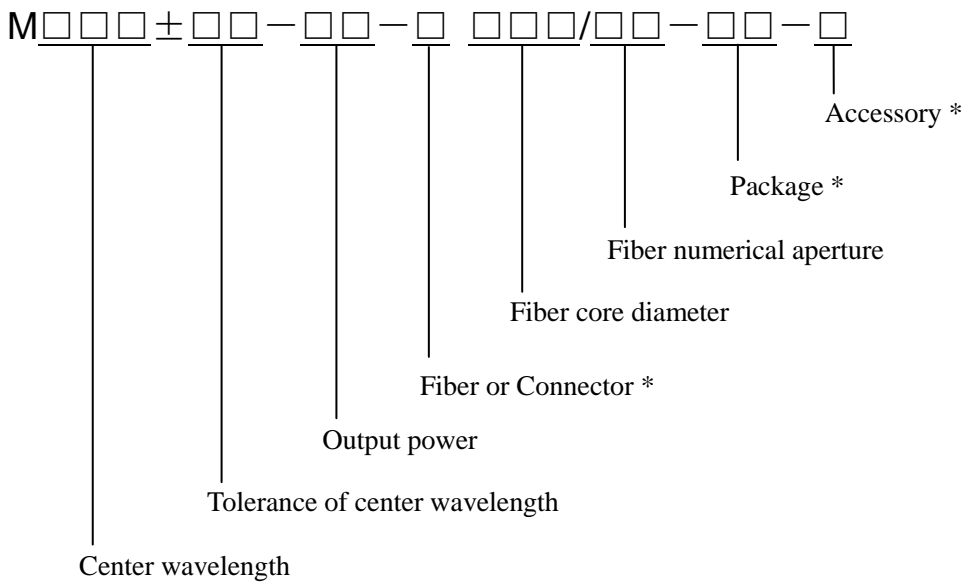 M□□□±□□－□□－□ □□□/□□－□□－□
Accessory *
Package *
Fiber numerical aperture
Fiber core diameter
Fiber or Connector *
Output power
Tolerance of center wavelength
Center wavelength